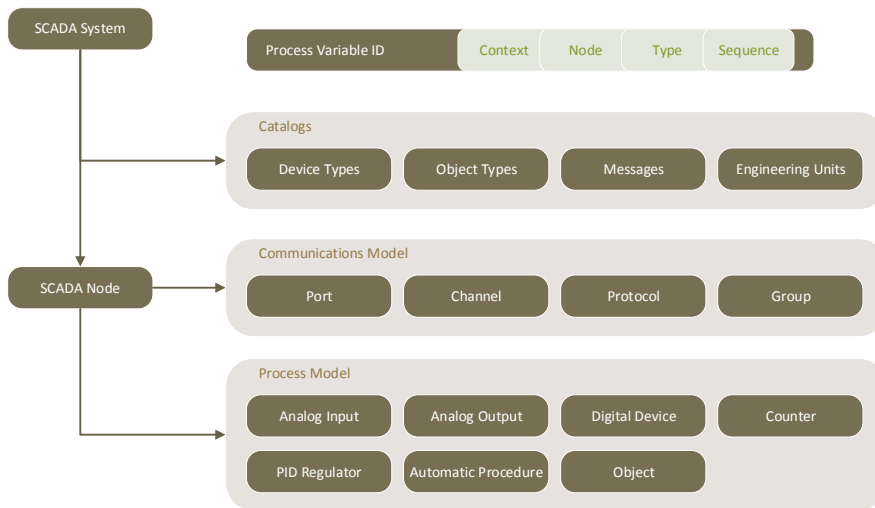 SCADA System
Process Variable ID Context Node Type Sequence
Catalogs
Device Types Object Types Messages Engineering Units
Communications Model
SCADA Node
Port Channel Protocol Group
Process Model
Analog Input Analog Output Digital Device Counter
PID Regulator Automatic Procedure Object